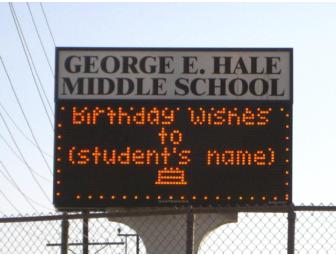 GEORGE E. HALE
MIDDLE SCHOOL
Birthday Wishes
to
(student's name)